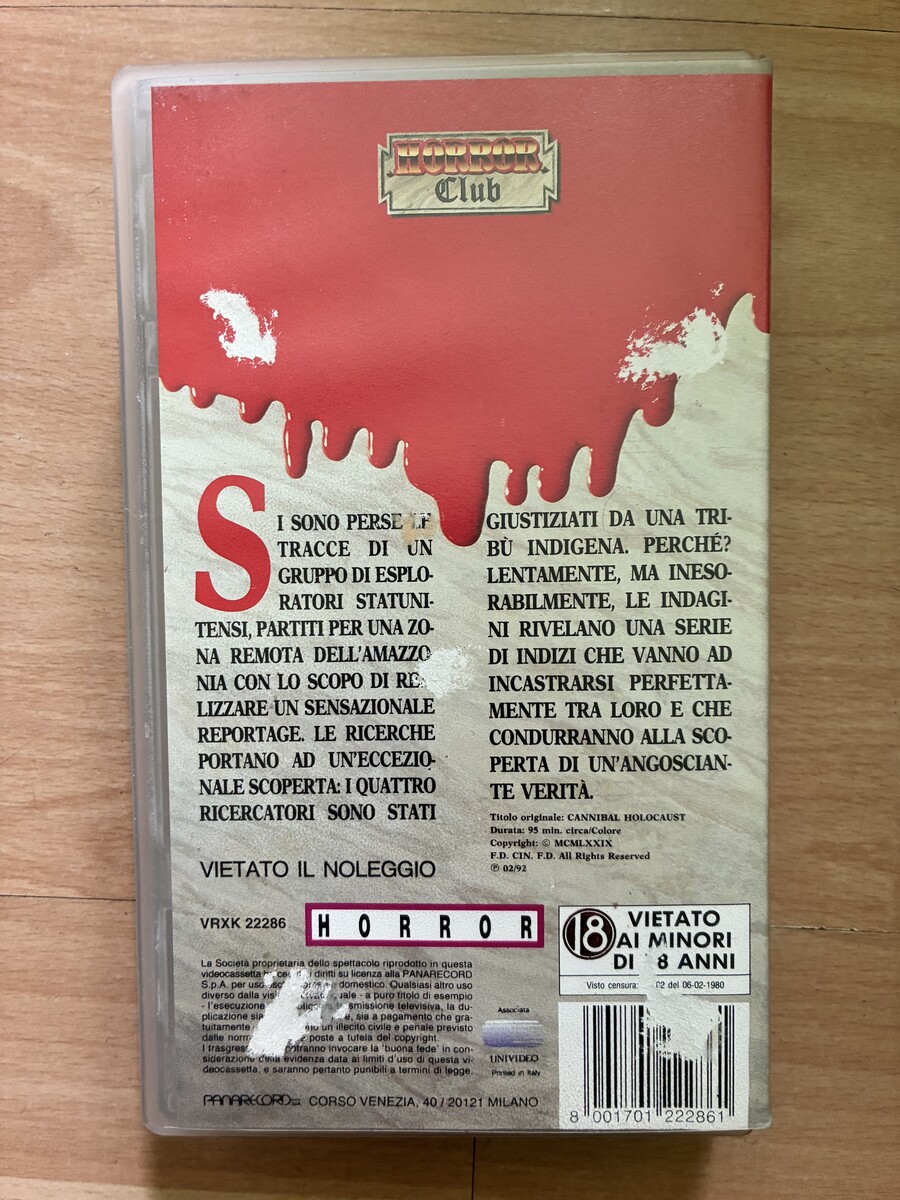 HORROR
Club
SI SONO PERSE LE
TRACCE DI UN
GRUPPO DI ESPLO-
RATORI STATUNI-
TENSI, PARTITI PER UNA ZO-
NA REMOTA DELL'AMAZZO-
NIA CON LO SCOPO DI
LIZZARE UN SENSAZIONALE
REPORTAGE. LE RICERCHE
PORTANO AD UN'ECCEZIO-
NALE SCOPERTA: I QUATTRO
RICERCATORI SONO STATI
GIUSTIZIATI DA UNA TRI-
BÙ INDIGENA. PERCHÉ?
LENTAMENTE, MA INESO-
RABILMENTE, LE INDAGI-
NI RIVELANO UNA SERIE
DI INDIZI CHE VANNO AD
INCASTRARSI PERFETTA-
MENTE TRA LORO E CHE
CONDURRANNO ALLA SCO-
PERTA DI UN'ANGOSCIAN-
TE VERITÀ.
Titolo originale: CANNIBAL HOLOCAUST
Durata: 95 min. circa/Colore
Copyright: © MCMLXXIX
F.D. CIN. F.D. All Rights Reserved
℗ 02/92
VIETATO IL NOLEGGIO
VRXK 22286
HORROR
18
VIETATO
AI MINORI
DI 8 ANNI
Visto censura: 02 del 06-02-1980
La Società proprietaria dello spettacolo riprodotto in questa
videocassetta diritti su licenza alla PANARECORD
S.p.A. per uso domestico. Qualsiasi altro uso
diverso dalla - a puro titolo di esempio
- l'esecuzione televisiva, la du-
plicazione sia a pagamento che gra-
tuitamente un illecito civile e penale previsto
dalle a tutela del copyright.
I invocare la 'buona fede' in con-
siderazione della evidenza data ai limiti d'uso di questa vi-
deocassetta, e saranno pertanto punibili a termini di legge.
Associata
UNIVIDEO
Printed in Italy
PANARECORD CORSO VENEZIA, 40 / 20121 MILANO
8 001701 222861